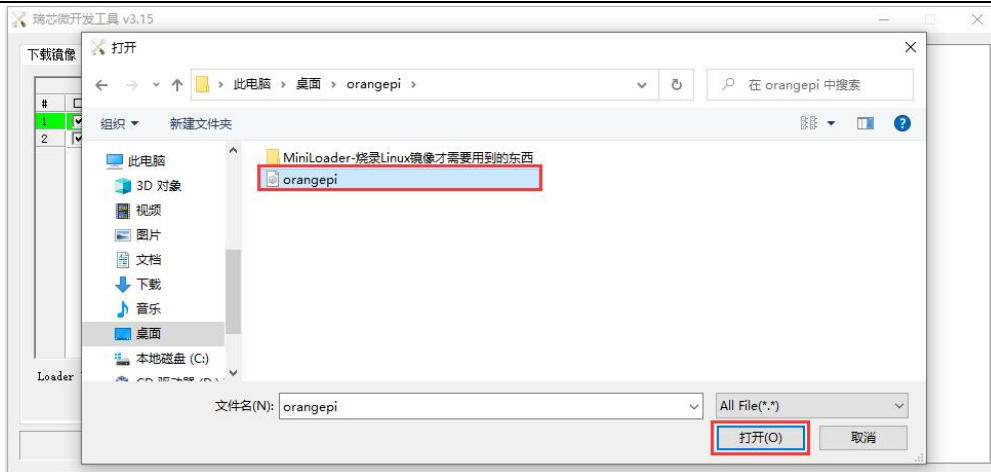 瑞芯微开发工具 v3.15
下载镜像
打开
此电脑 › 桌面 › orangepi ›
在 orangepi 中搜索
组织 新建文件夹
#
1
2
此电脑
3D 对象
视频
图片
文档
下载
音乐
桌面
本地磁盘 (C:)
MiniLoader-烧录Linux镜像才需要用到的东西
orangepi
Loader
文件名(N): orangepi
All File(*.*)
打开(O) 取消